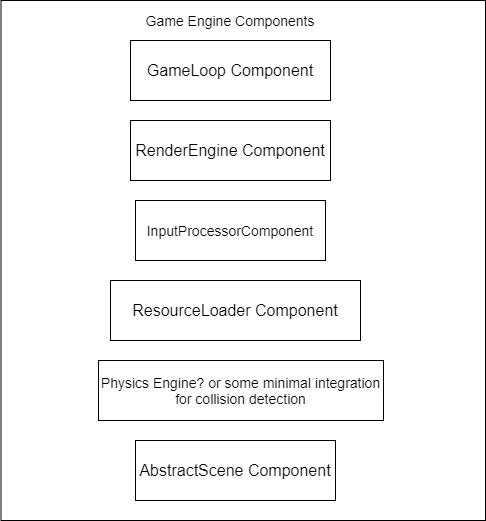 Game Engine Components
GameLoop Component
RenderEngine Component
InputProcessorComponent
ResourceLoader Component
Physics Engine? or some minimal integration
for collision detection
AbstractScene Component